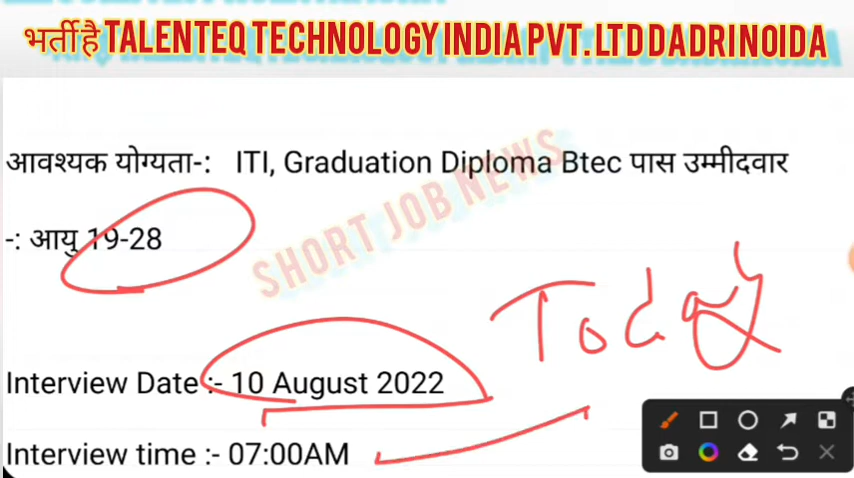 भर्ती है TALENTEQ TECHNOLOGY INDIA PVT. LTD DADRI NOIDA
आवश्यक योग्यता-: ITI, Graduation Diploma Btec पास उम्मीदवार
SHORT JOB NEWS
-: आयु 19-28
Today
Interview Date :- 10 August 2022
Interview time :- 07:00AM